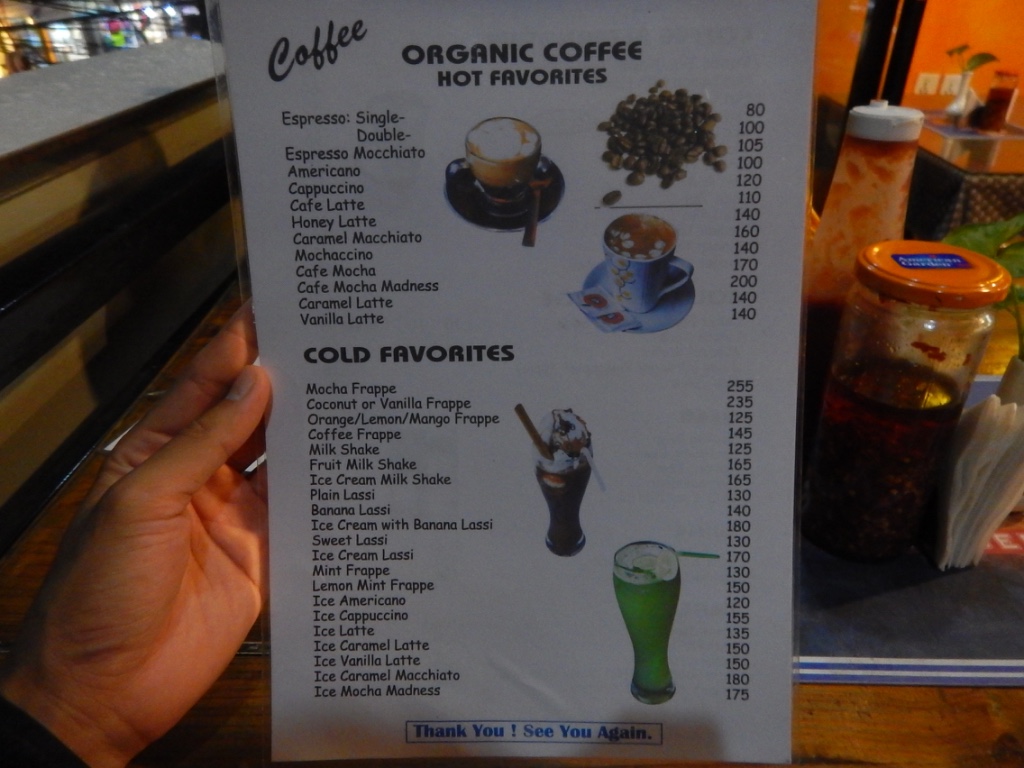 Coffee
ORGANIC COFFEE
HOT FAVORITES
Espresso: Single- 80
Double- 100
Espresso Mocchiato 105
Americano 100
Cappuccino 120
Cafe Latte 110
Honey Latte 140
Caramel Macchiato 160
Mochaccino 140
Cafe Mocha 170
Cafe Mocha Madness 200
Caramel Latte 140
Vanilla Latte 140
COLD FAVORITES
Mocha Frappe 255
Coconut or Vanilla Frappe 235
Orange/Lemon/Mango Frappe 125
Coffee Frappe 145
Milk Shake 125
Fruit Milk Shake 165
Ice Cream Milk Shake 165
Plain Lassi 130
Banana Lassi 140
Ice Cream with Banana Lassi 180
Sweet Lassi 130
Ice Cream Lassi 170
Mint Frappe 130
Lemon Mint Frappe 150
Ice Americano 120
Ice Cappuccino 155
Ice Latte 135
Ice Caramel Latte 150
Ice Vanilla Latte 150
Ice Caramel Macchiato 180
Ice Mocha Madness 175
Thank You ! See You Again.
American
Garden